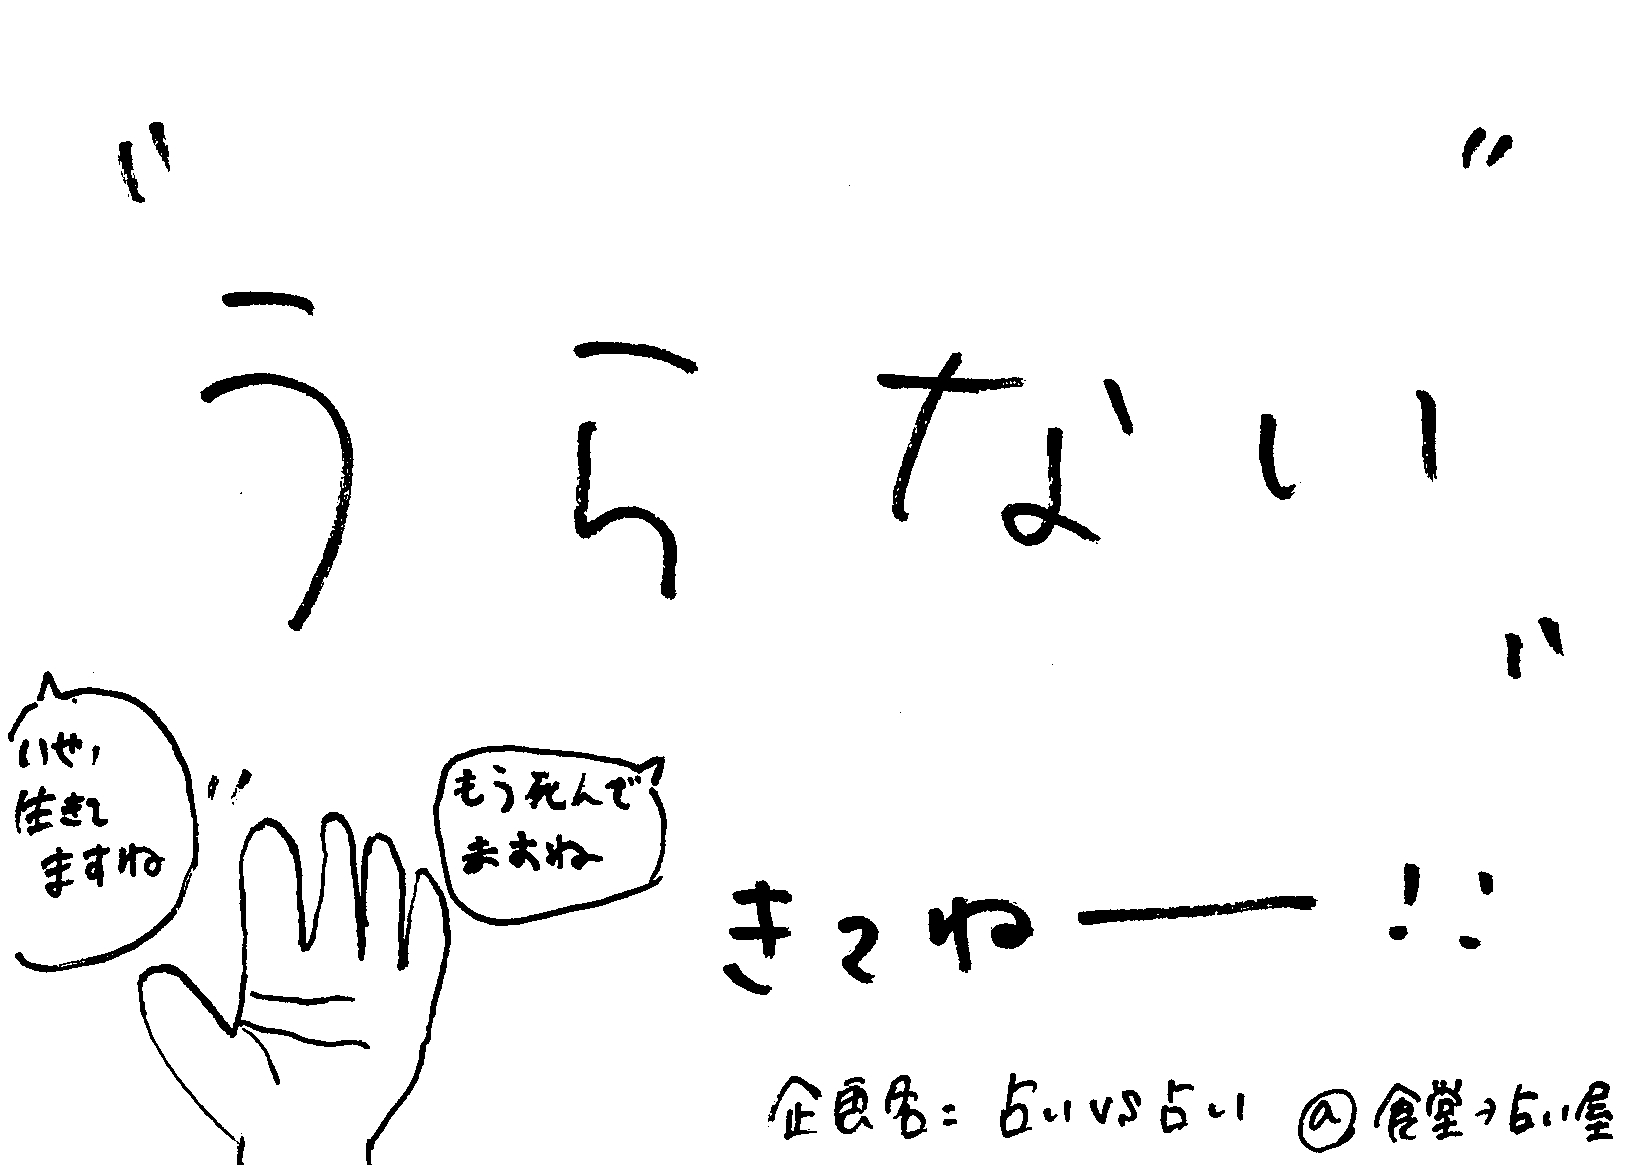 うらない
いや、
生きて
ますね
もう死んで
ますね
きてねー!!
企画名:占いvs占い @食堂→占い屋